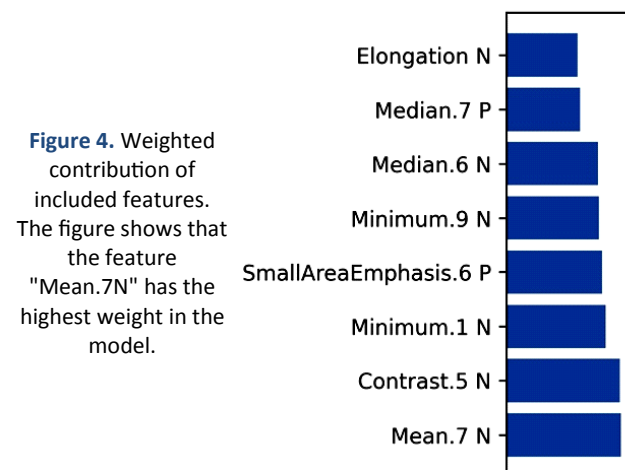 Figure 4. Weighted
contribution of
included features.
The figure shows that
the feature
"Mean.7N" has the
highest weight in the
model.
Elongation N
Median.7 P
Median.6 N
Minimum.9 N
SmallAreaEmphasis.6 P
Minimum.1 N
Contrast.5 N
Mean.7 N